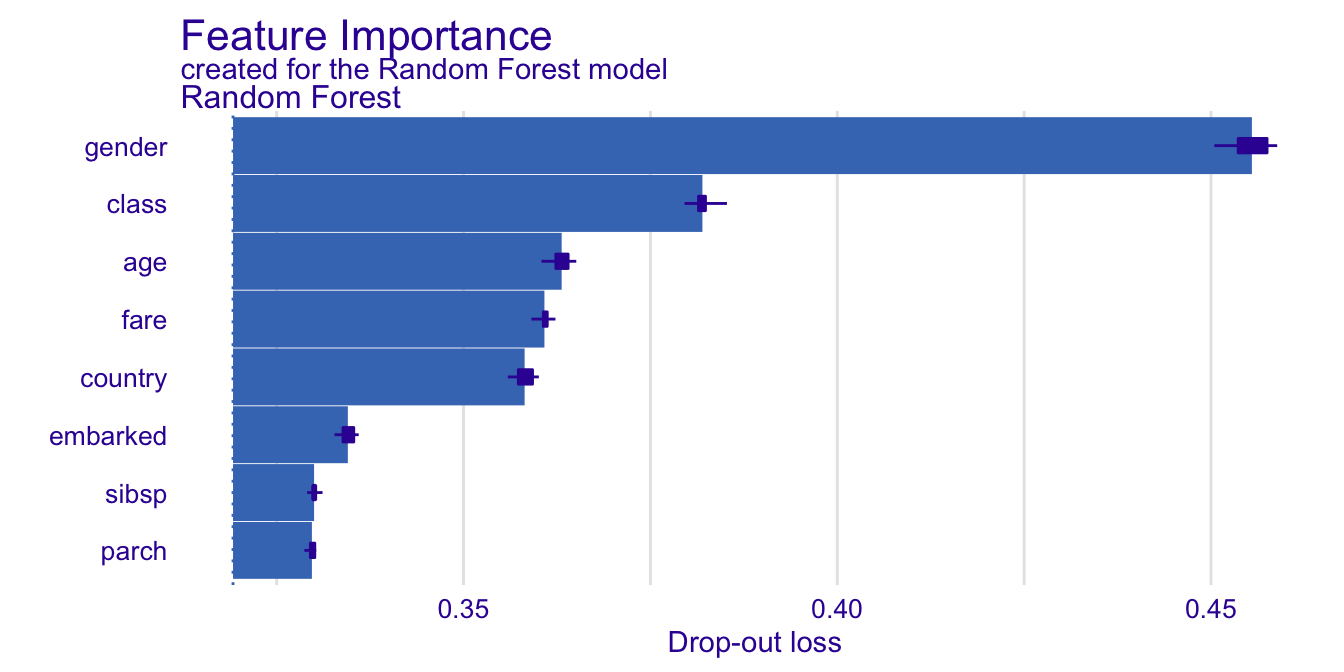 Feature Importance
created for the Random Forest model
Random Forest
gender
class
age
fare
country
embarked
sibsp
parch
0.35 0.40 0.45
Drop-out loss